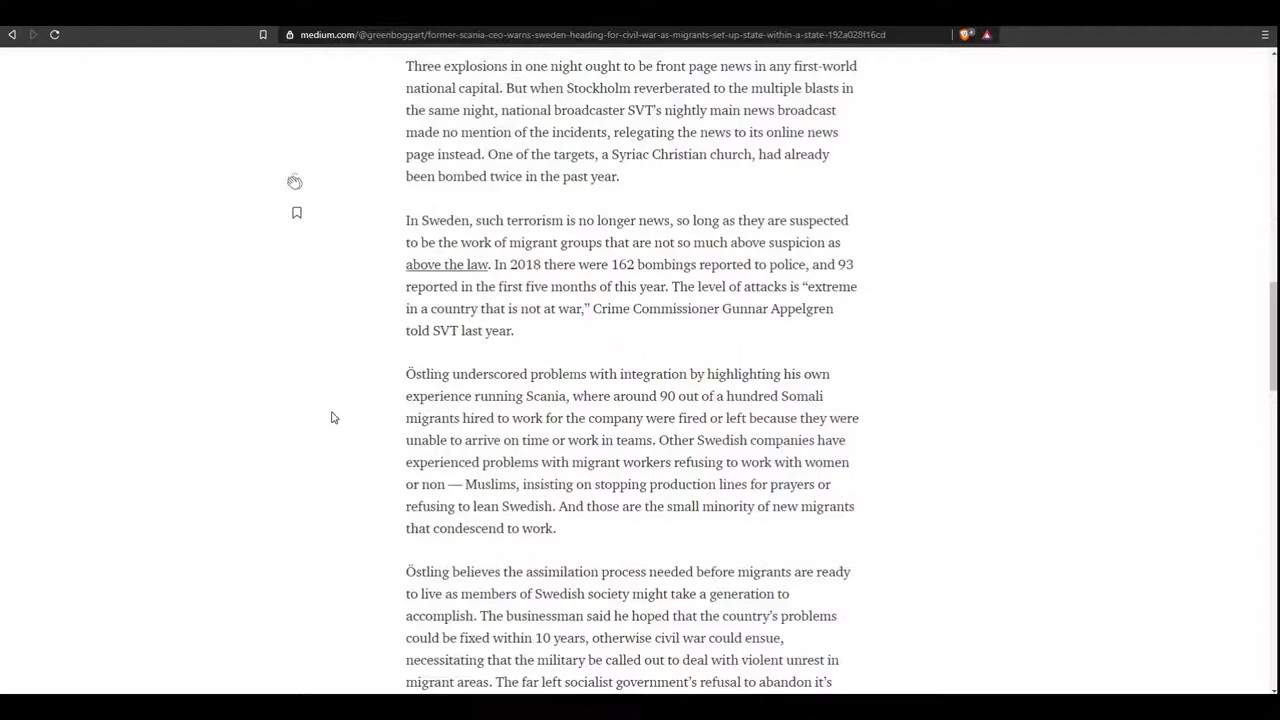 medium.com/@greenboggart/former-scania-ceo-warns-sweden-heading-for-civil-war-as-migrants-set-up-state-within-a-state-192a028f16cd
Three explosions in one night ought to be front page news in any first-world
national capital. But when Stockholm reverberated to the multiple blasts in
the same night, national broadcaster SVT’s nightly main news broadcast
made no mention of the incidents, relegating the news to its online news
page instead. One of the targets, a Syriac Christian church, had already
been bombed twice in the past year.
In Sweden, such terrorism is no longer news, so long as they are suspected
to be the work of migrant groups that are not so much above suspicion as
above the law. In 2018 there were 162 bombings reported to police, and 93
reported in the first five months of this year. The level of attacks is “extreme
in a country that is not at war,” Crime Commissioner Gunnar Appelgren
told SVT last year.
Östling underscored problems with integration by highlighting his own
experience running Scania, where around 90 out of a hundred Somali
migrants hired to work for the company were fired or left because they were
unable to arrive on time or work in teams. Other Swedish companies have
experienced problems with migrant workers refusing to work with women
or non — Muslims, insisting on stopping production lines for prayers or
refusing to lean Swedish. And those are the small minority of new migrants
that condescend to work.
Östling believes the assimilation process needed before migrants are ready
to live as members of Swedish society might take a generation to
accomplish. The businessman said he hoped that the country’s problems
could be fixed within 10 years, otherwise civil war could ensue,
necessitating that the military be called out to deal with violent unrest in
migrant areas. The far left socialist government’s refusal to abandon it’s